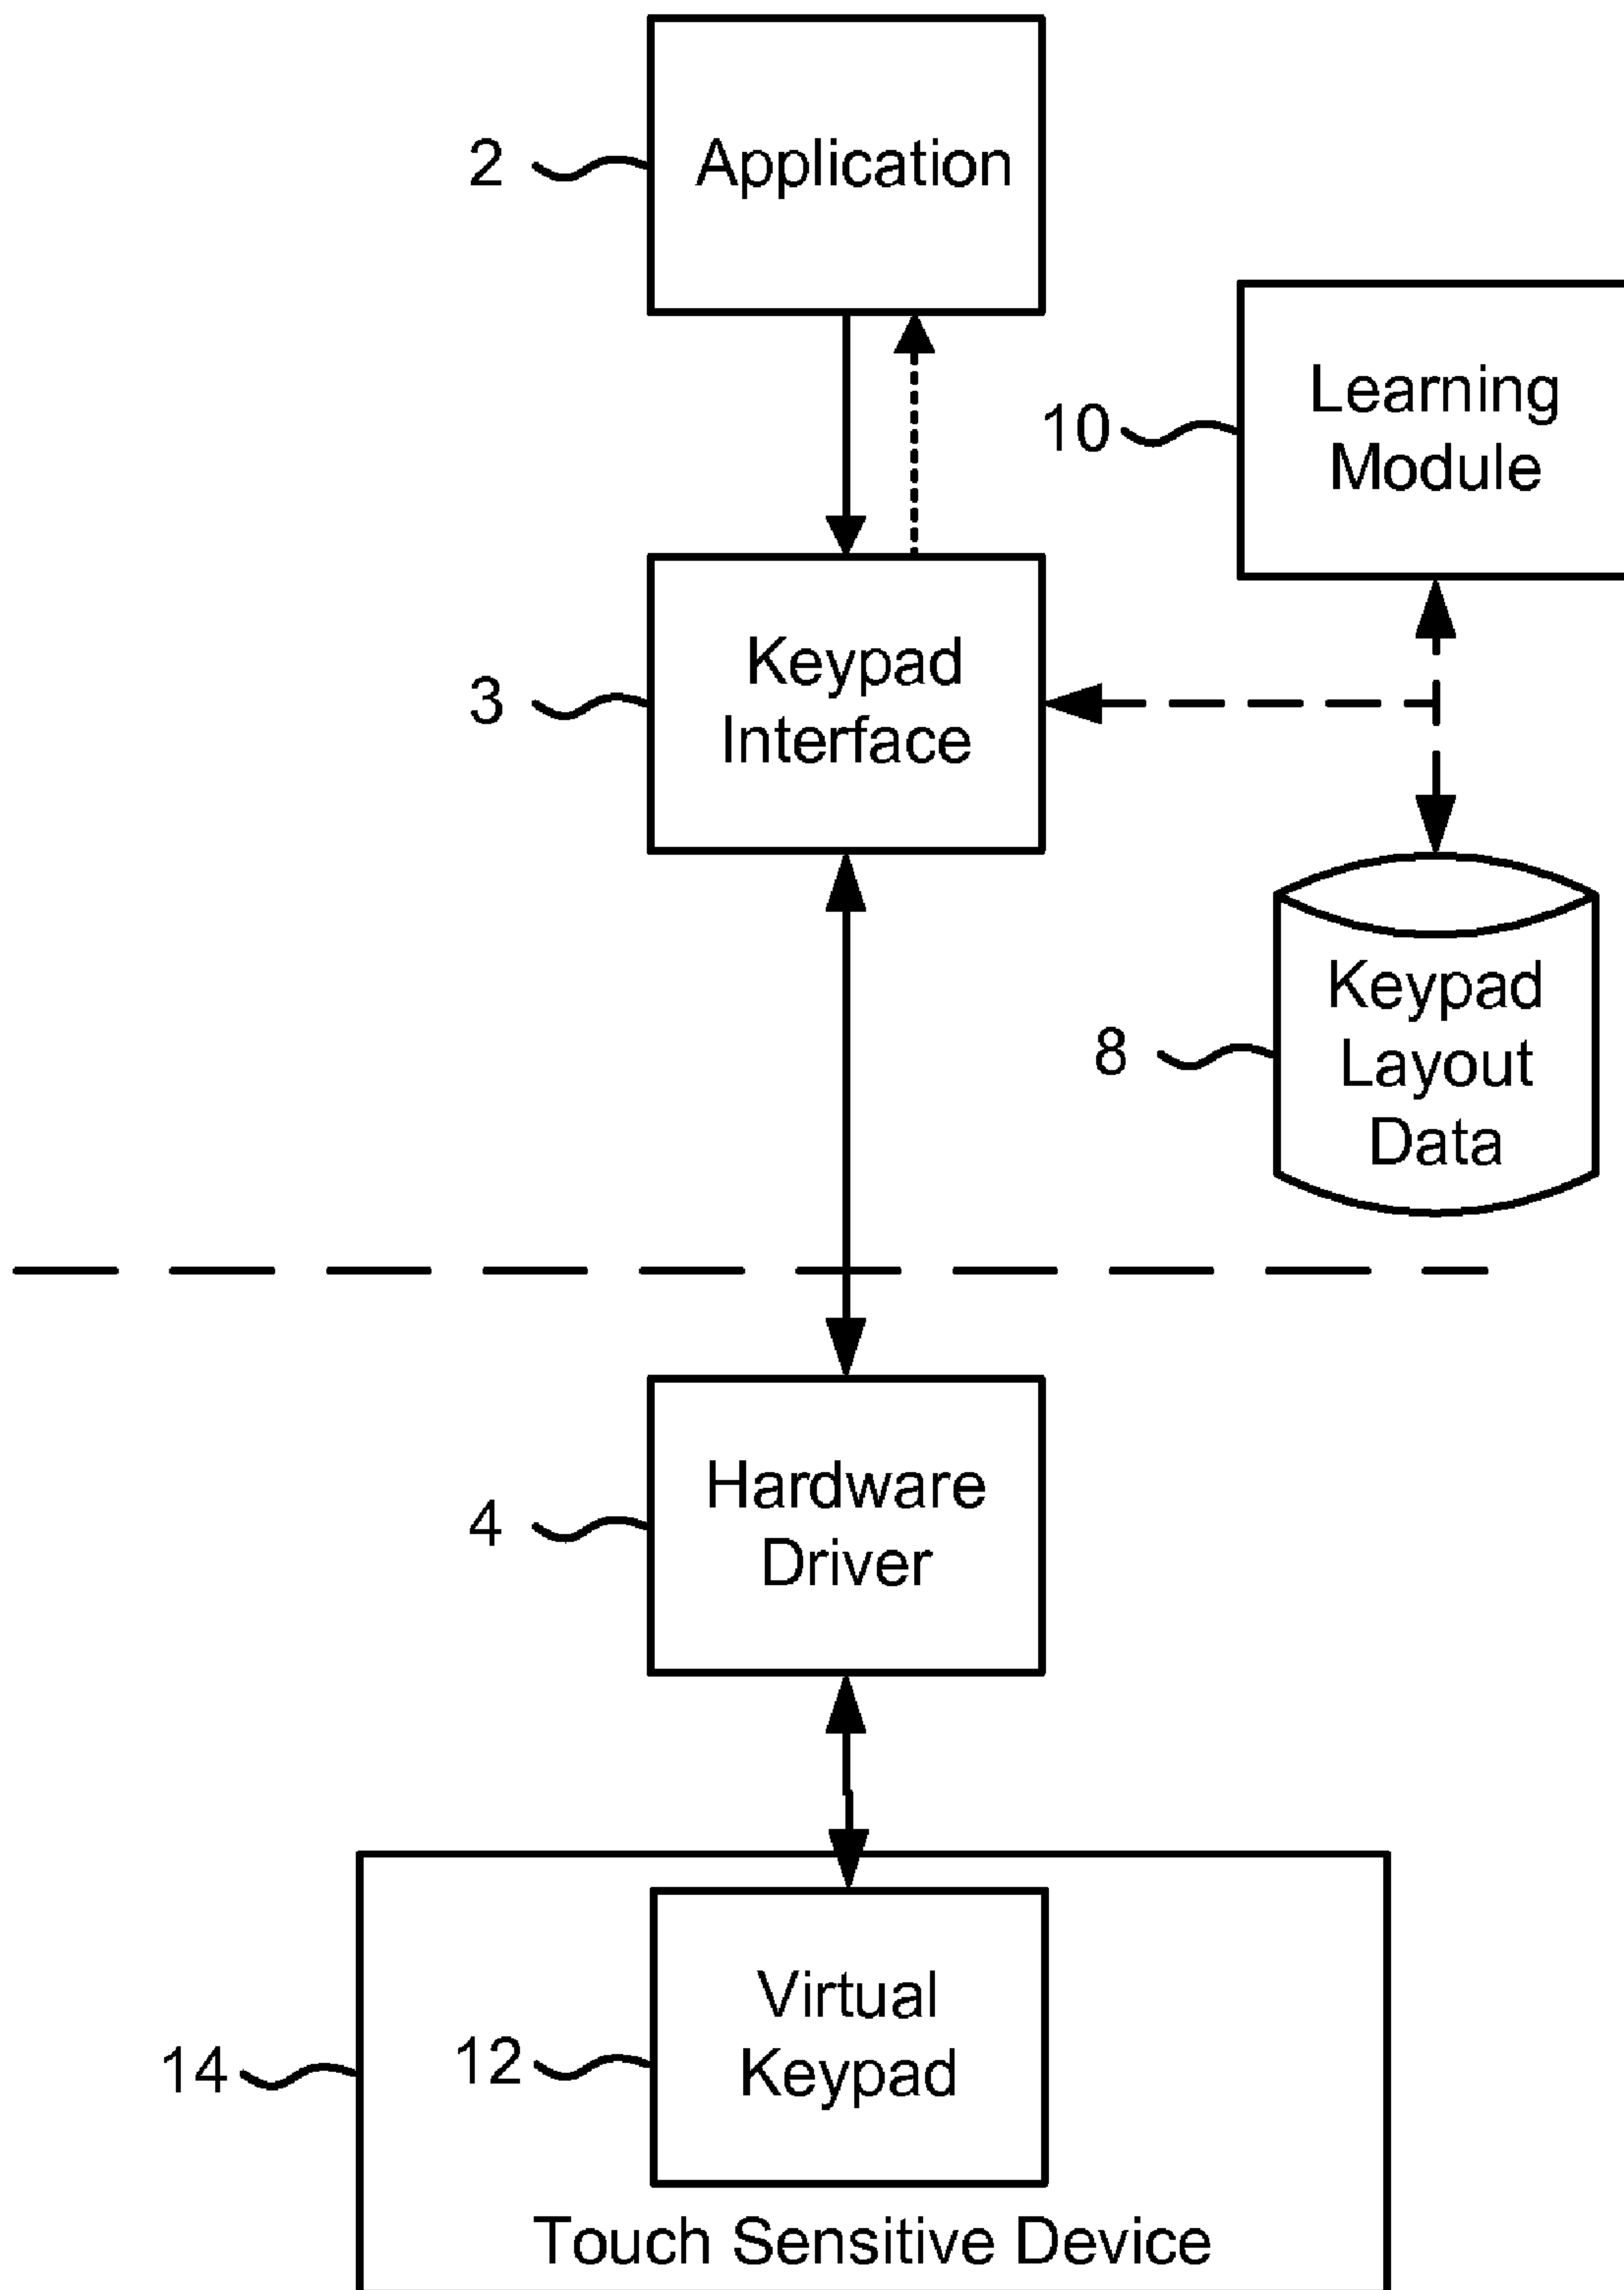 2
Application
10
Learning
Module
3
Keypad
Interface
8
Keypad
Layout
Data
4
Hardware
Driver
14
12
Virtual
Keypad
Touch Sensitive Device